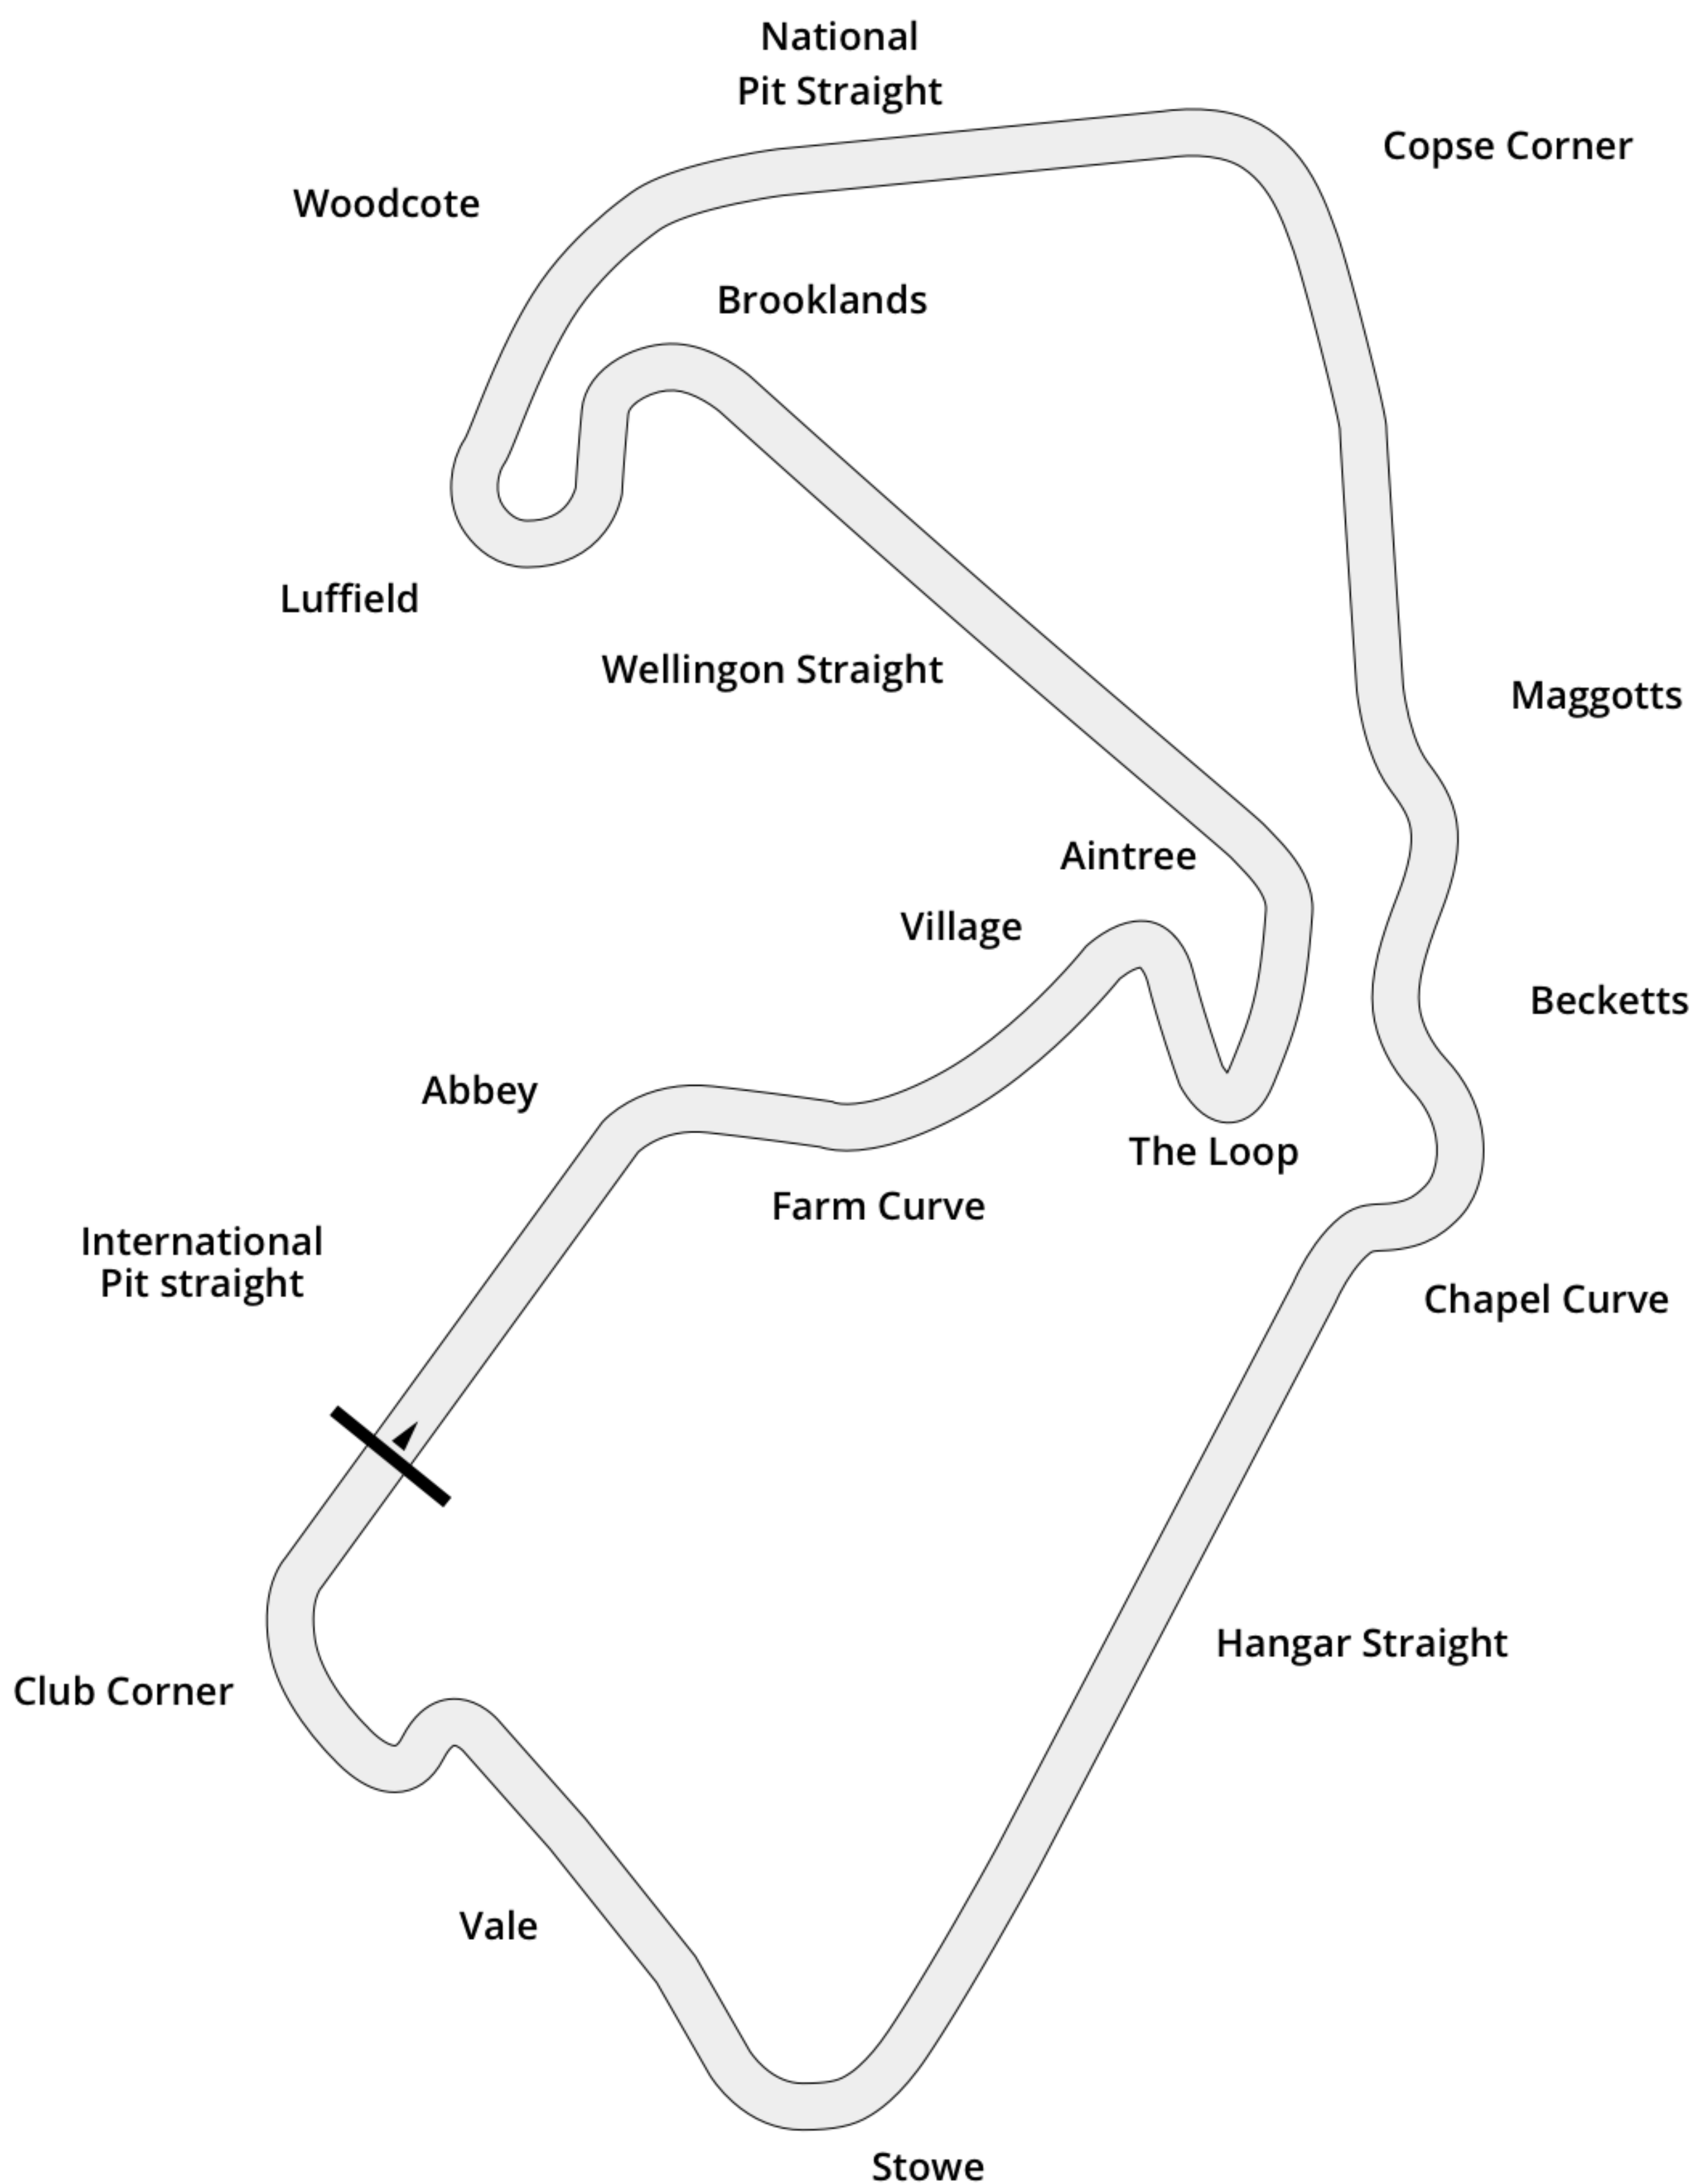 National
Pit Straight
Copse Corner
Woodcote
Brooklands
Luffield
Wellingon Straight
Maggotts
Aintree
Village
Becketts
Abbey
The Loop
Farm Curve
International
Pit straight
Chapel Curve
Hangar Straight
Club Corner
Vale
Stowe